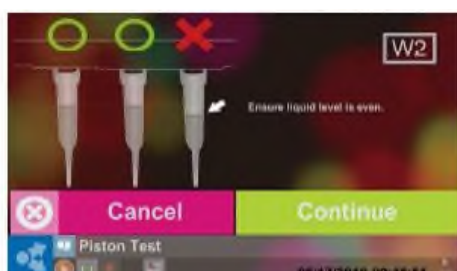 W2
Ensure liquid level is even.
Cancel
Continue
Piston Test